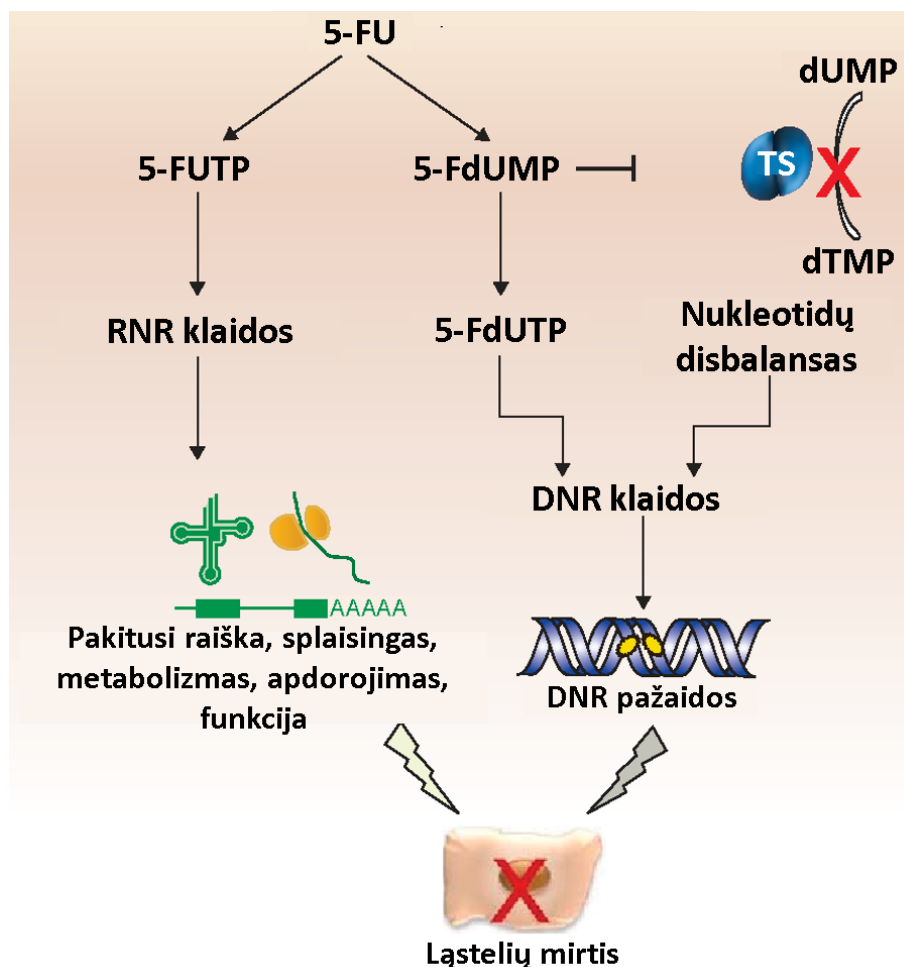 5-FU
dUMP
5-FUTP
5-FdUMP
TS
X
dTMP
RNR klaidos
5-FdUTP
Nukleotidų
disbalansas
DNR klaidos
AAAAA
Pakitusi raiška, splaisingas,
metabolizmas, apdorojimas,
funkcija
DNR pažaidos
X
Ląstelių mirtis